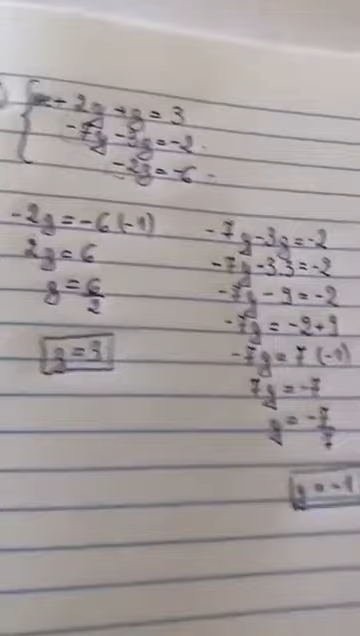 x + 2y + z = 3
-7y - 3z = -2
-2z = -6
-2z = -6 (-1)
2z = 6
z = 6/2
z = 3
-7y - 3z = -2
-7y - 3.3 = -2
-7y - 9 = -2
-7y = -2 + 9
-7y = 7 (-1)
7y = -7
y = -7/7
y = -1